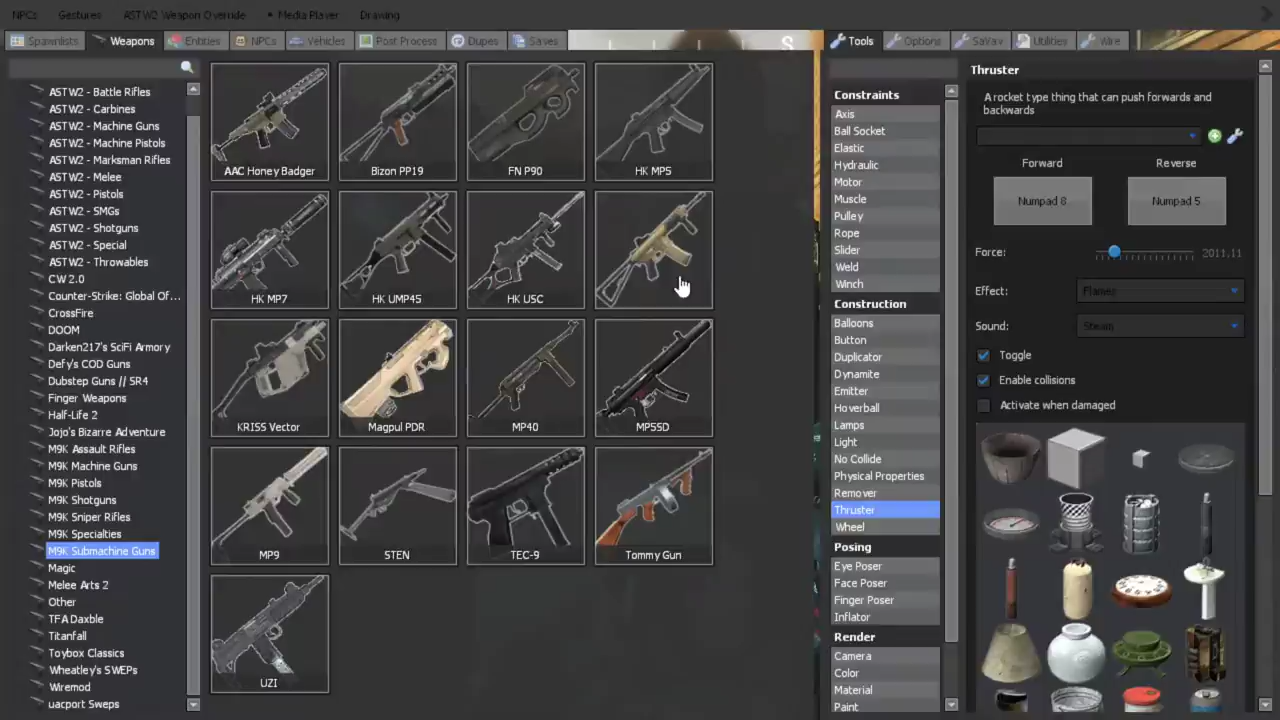 NPCs Gestures ASTW2 Weapon Override • Media Player Drawing
Spawnlists Weapons Entities NPCs Vehicles Post Process Dupes Saves
ASTW2 - Battle Rifles
ASTW2 - Carbines
ASTW2 - Machine Guns
ASTW2 - Machine Pistols
ASTW2 - Marksman Rifles
ASTW2 - Melee
ASTW2 - Pistols
ASTW2 - SMGs
ASTW2 - Shotguns
ASTW2 - Special
ASTW2 - Throwables
CW 2.0
Counter-Strike: Global Of...
CrossFire
DOOM
Darken217's SciFi Armory
Defy's COD Guns
Dubstep Guns // SR4
Finger Weapons
Half-Life 2
Jojo's Bizarre Adventure
M9K Assault Rifles
M9K Machine Guns
M9K Pistols
M9K Shotguns
M9K Sniper Rifles
M9K Specialties
M9K Submachine Guns
Magic
Melee Arts 2
Other
TFA Daxble
Titanfall
Toybox Classics
Wheatley's SWEPs
Wiremod
uacport Sweps
AAC Honey Badger Bizon PP19 FN P90 HK MP5
HK MP7 HK UMP45 HK USC
KRISS Vector Magpul PDR MP40 MP5SD
MP9 STEN TEC-9 Tommy Gun
UZI
S
Tools Options SaVav Utilities Wire
Constraints
Axis
Ball Socket
Elastic
Hydraulic
Motor
Muscle
Pulley
Rope
Slider
Weld
Winch
Construction
Balloons
Button
Duplicator
Dynamite
Emitter
Hoverball
Lamps
Light
No Collide
Physical Properties
Remover
Thruster
Wheel
Posing
Eye Poser
Face Poser
Finger Poser
Inflator
Render
Camera
Color
Material
Paint
Thruster
A rocket type thing that can push forwards and
backwards
Forward Reverse
Numpad 8 Numpad 5
Force: 2011.11
Effect: Flames
Sound: Steam
Toggle
Enable collisions
Activate when damaged